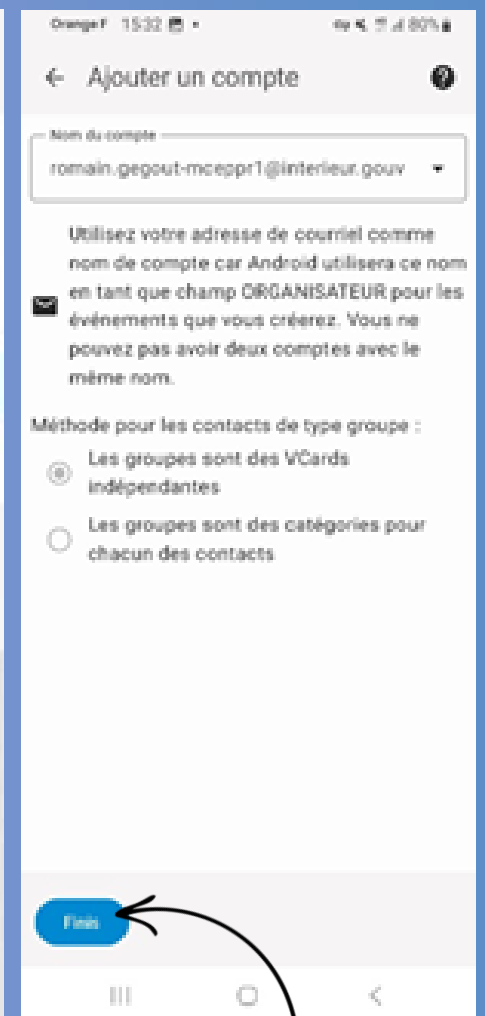 Orange F 15:32
80%
Ajouter un compte
Nom du compte
romain.gegout-mceppr1@interieur.gouv
Utilisez votre adresse de courriel comme
nom de compte car Android utilisera ce nom
en tant que champ ORGANISATEUR pour les
événements que vous créerez. Vous ne
pouvez pas avoir deux comptes avec le
même nom.
Méthode pour les contacts de type groupe :
Les groupes sont des VCards
indépendantes
Les groupes sont des catégories pour
chacun des contacts
Finis